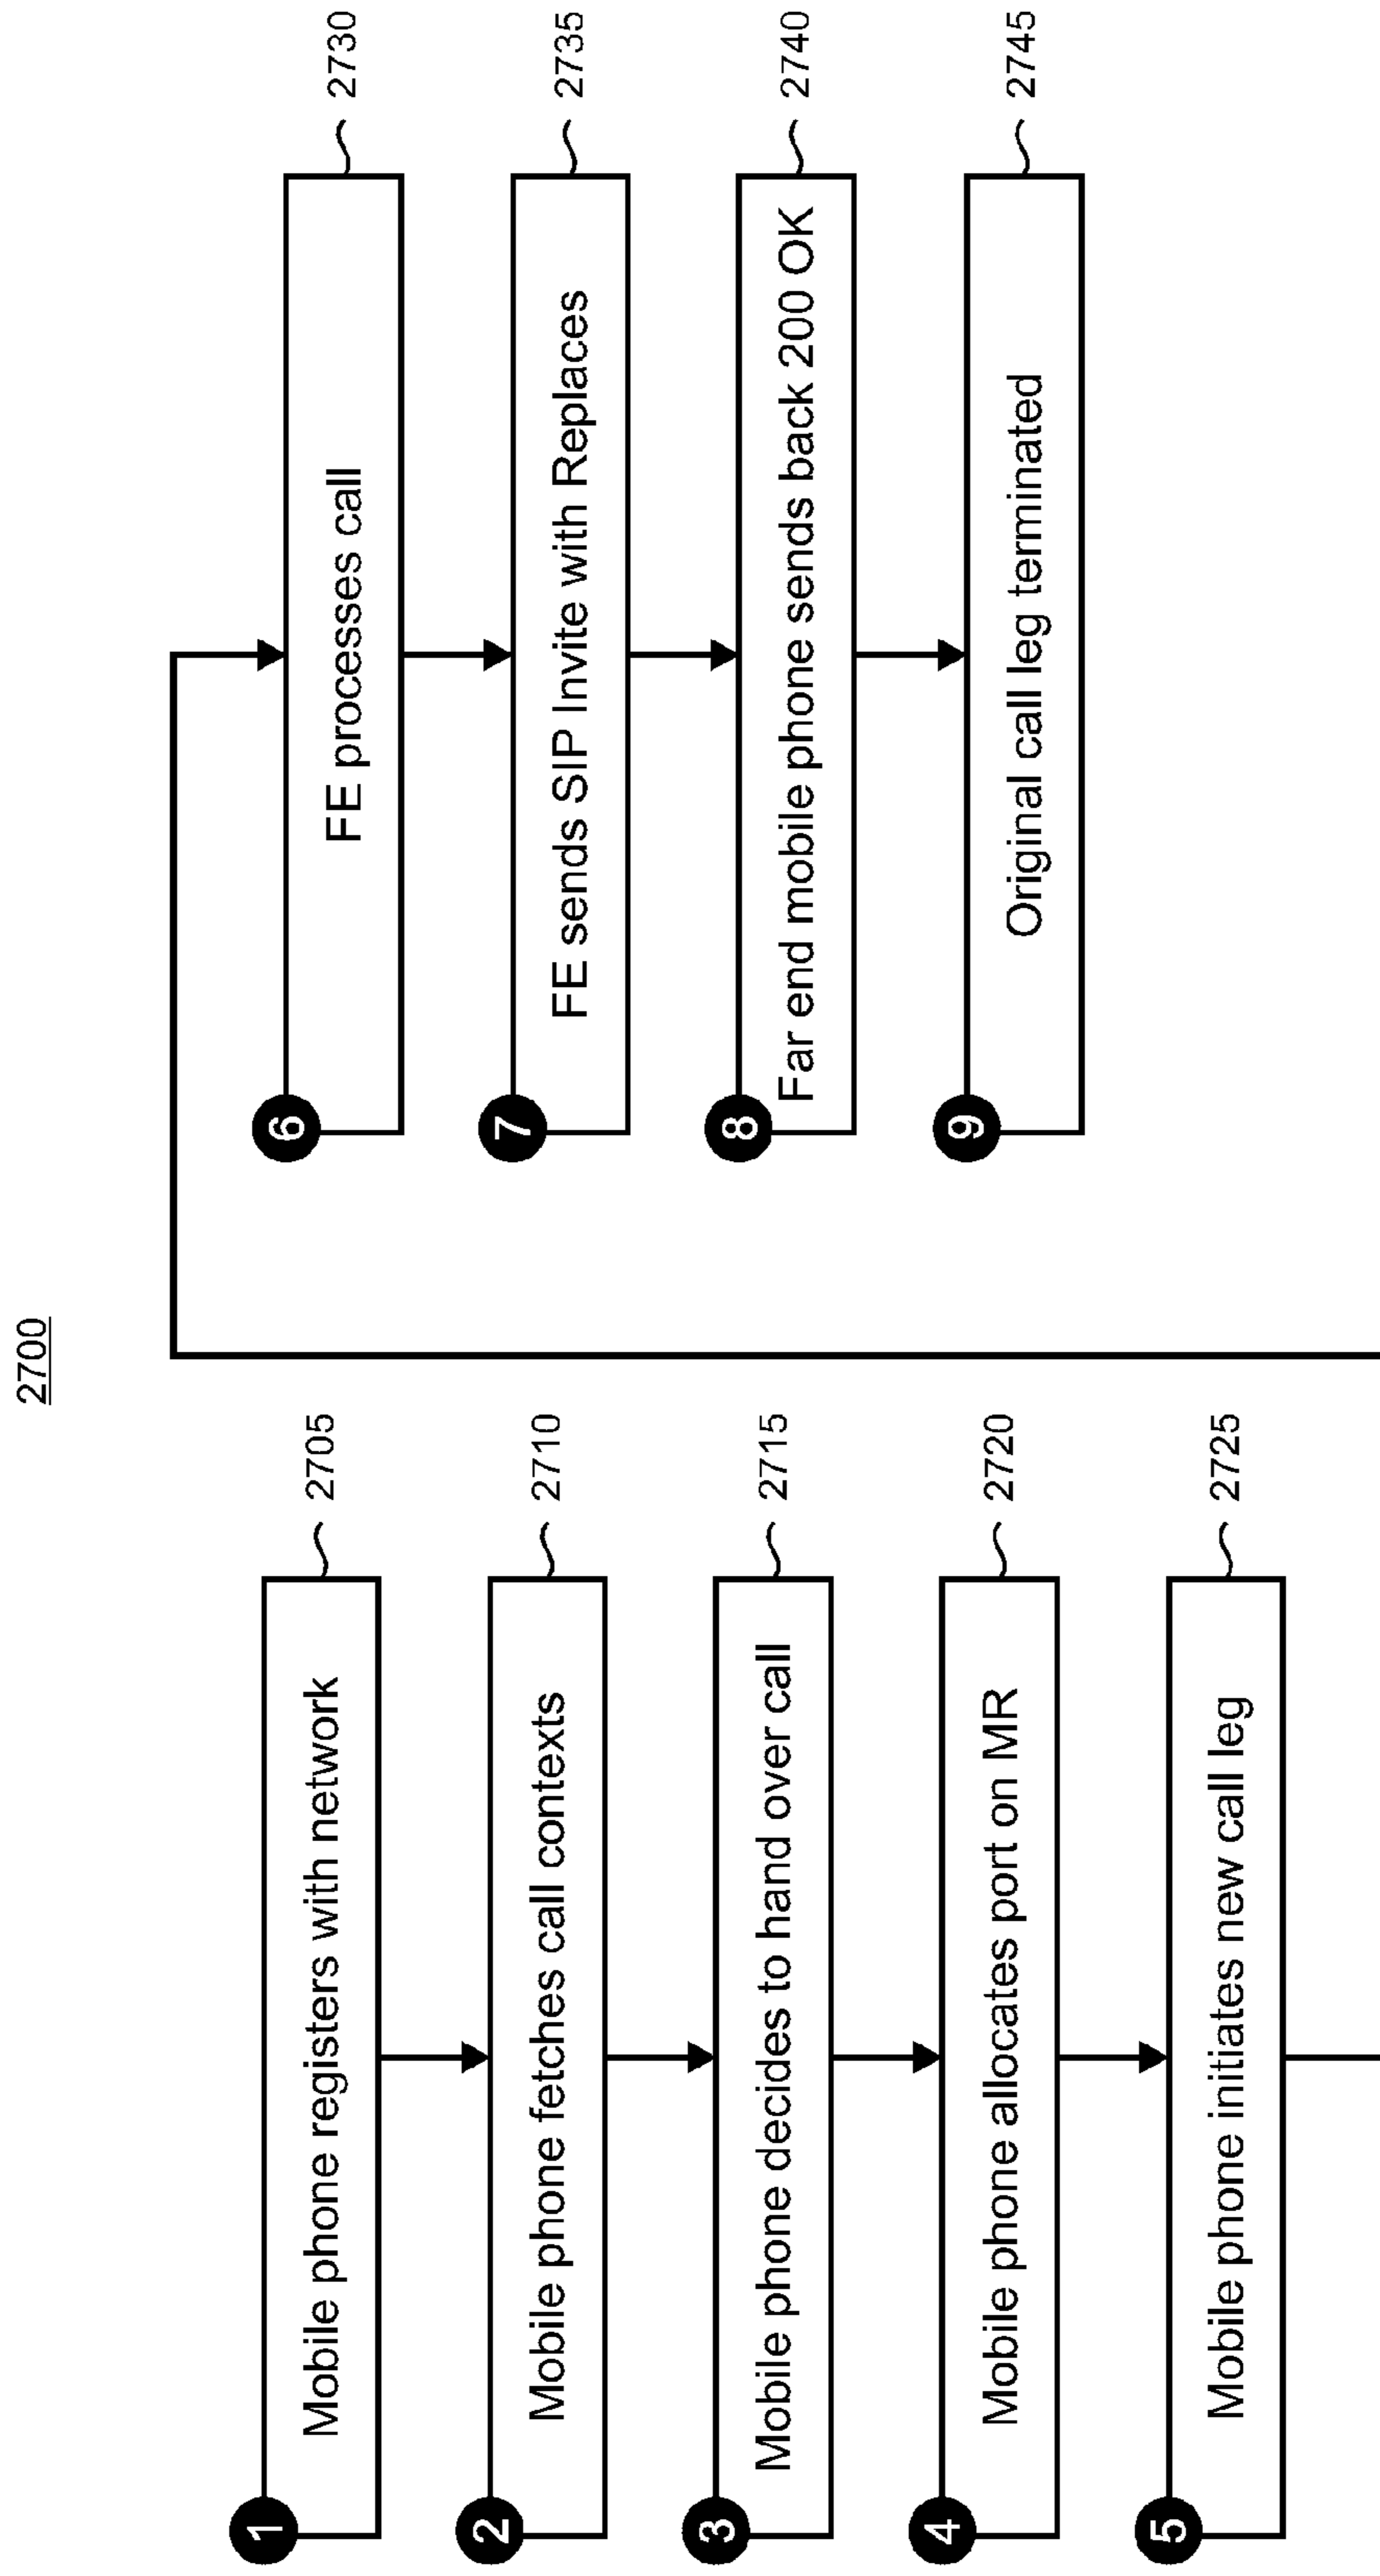 2700
1
Mobile phone registers with network
2705
2
Mobile phone fetches call contexts
2710
3
Mobile phone decides to hand over call
2715
4
Mobile phone allocates port on MR
2720
5
Mobile phone initiates new call leg
2725
6
FE processes call
2730
7
FE sends SIP Invite with Replaces
2735
8
Far end mobile phone sends back 200 OK
2740
9
Original call leg terminated
2745